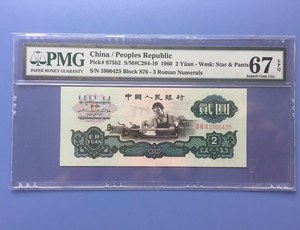 PMG
PAPER MONEY GUARANTY
China / Peoples Republic
Pick# 875b2 S/M#C284-10 1960 2 Yüan - Wmk: Star & Pants
S/N 5900425 Block 876 - 3 Roman Numerals
67 EPQ
Superb Gem Unc
中国人民银行
贰圆
2
YUAN